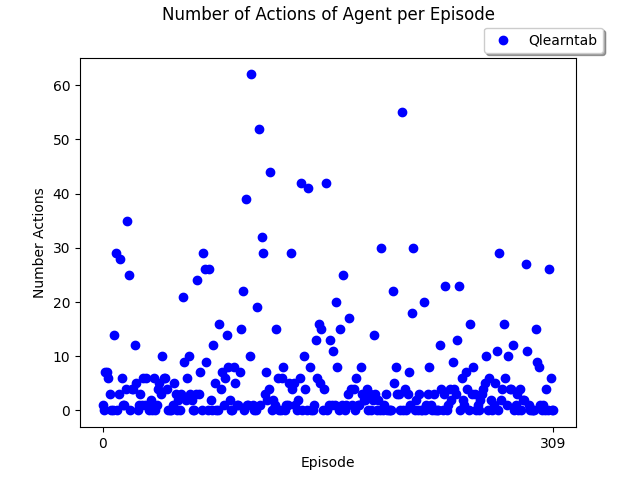 Number of Actions of Agent per Episode
Qlearntab
60
50
40
30
20
10
0
Number Actions
0
309
Episode